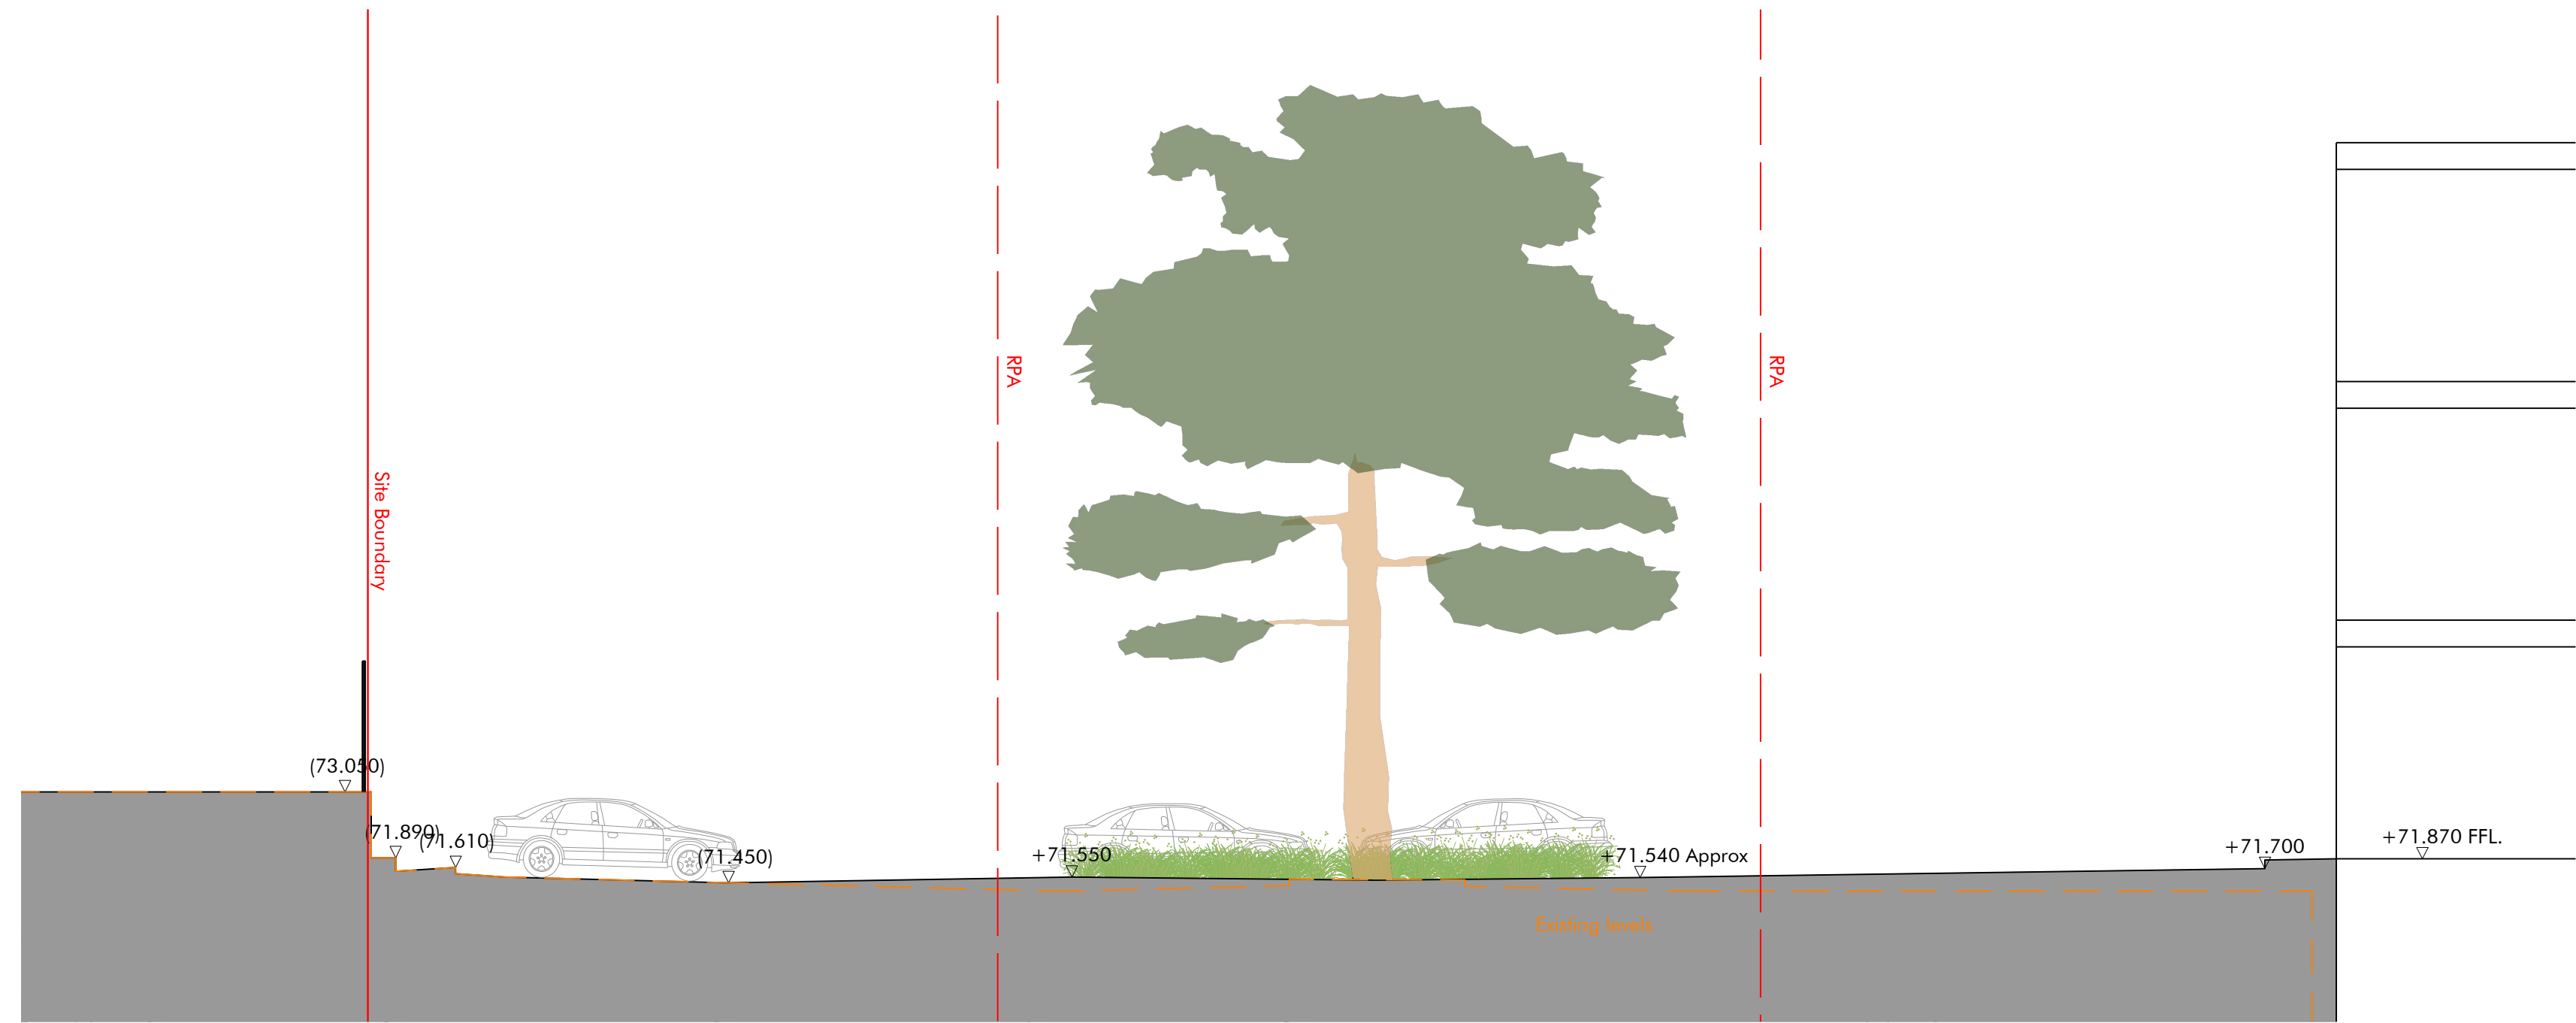 RPA
RPA
Site Boundary
(73.050)
(71.890)
(71.610)
(71.450)
+71.550
+71.540 Approx
+71.700
+71.870 FFL.
Existing levels